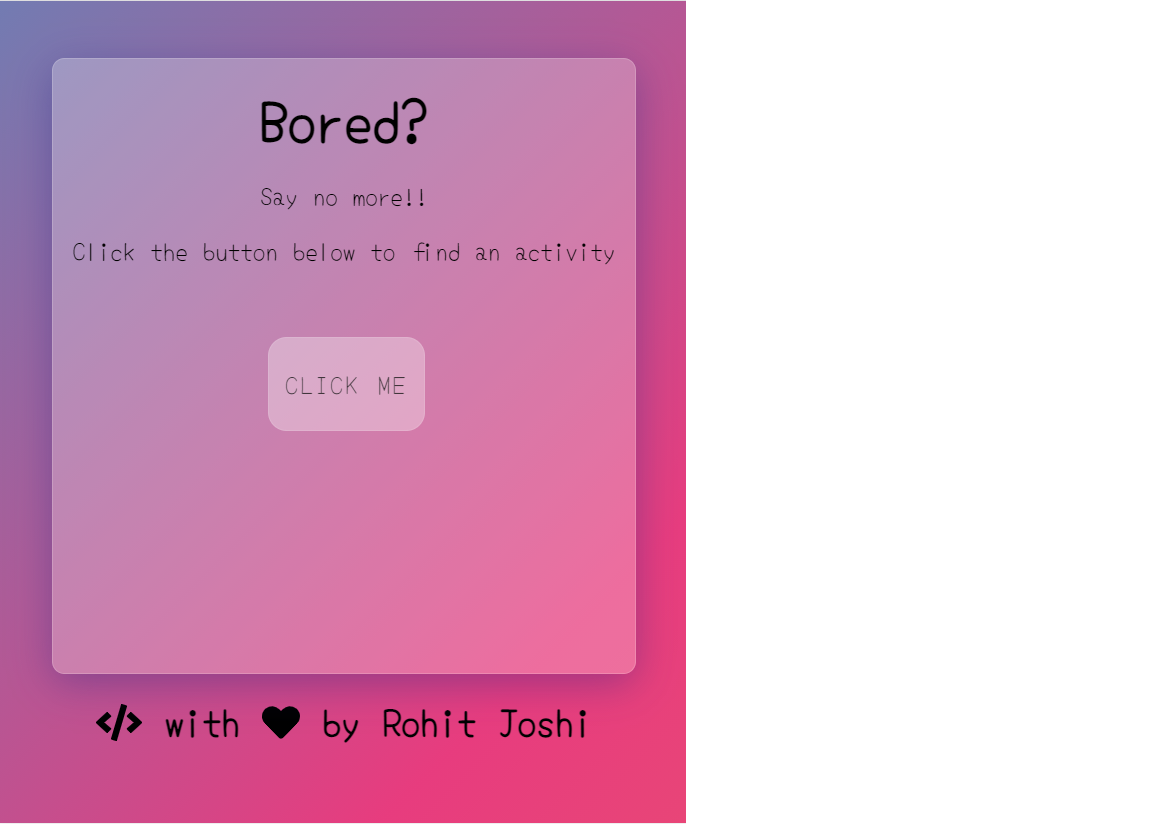 Bored?
Say no more!!
Click the button below to find an activity
CLICK ME
</> with ♥ by Rohit Joshi